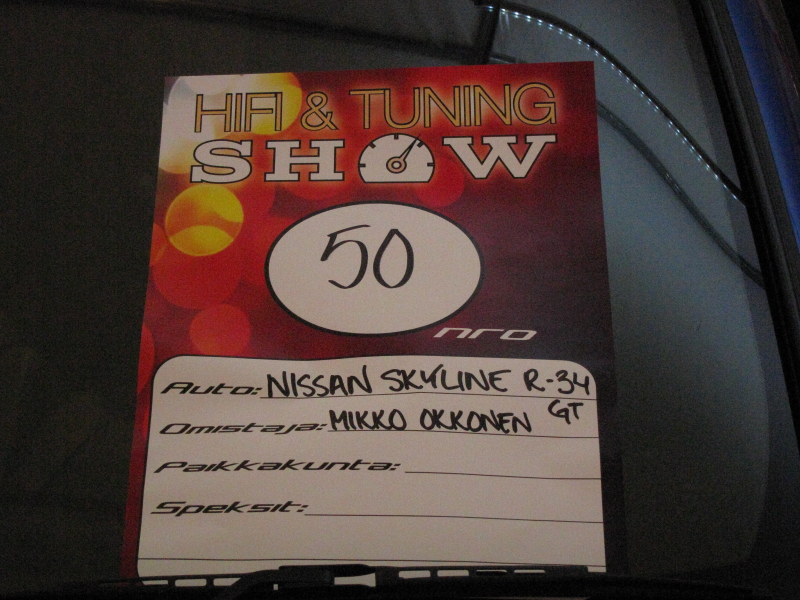 HIFI & TUNING
SHOW
50
nro
Auto: NISSAN SKYLINE R-34
GT
Omistaja: MIKKO OKKONEN
Paikkakunta:
Speksit: